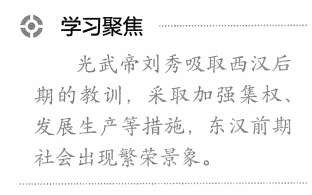 学习聚焦
光武帝刘秀吸取西汉后
期的教训，采取加强集权、
发展生产等措施，东汉前期
社会出现繁荣景象。